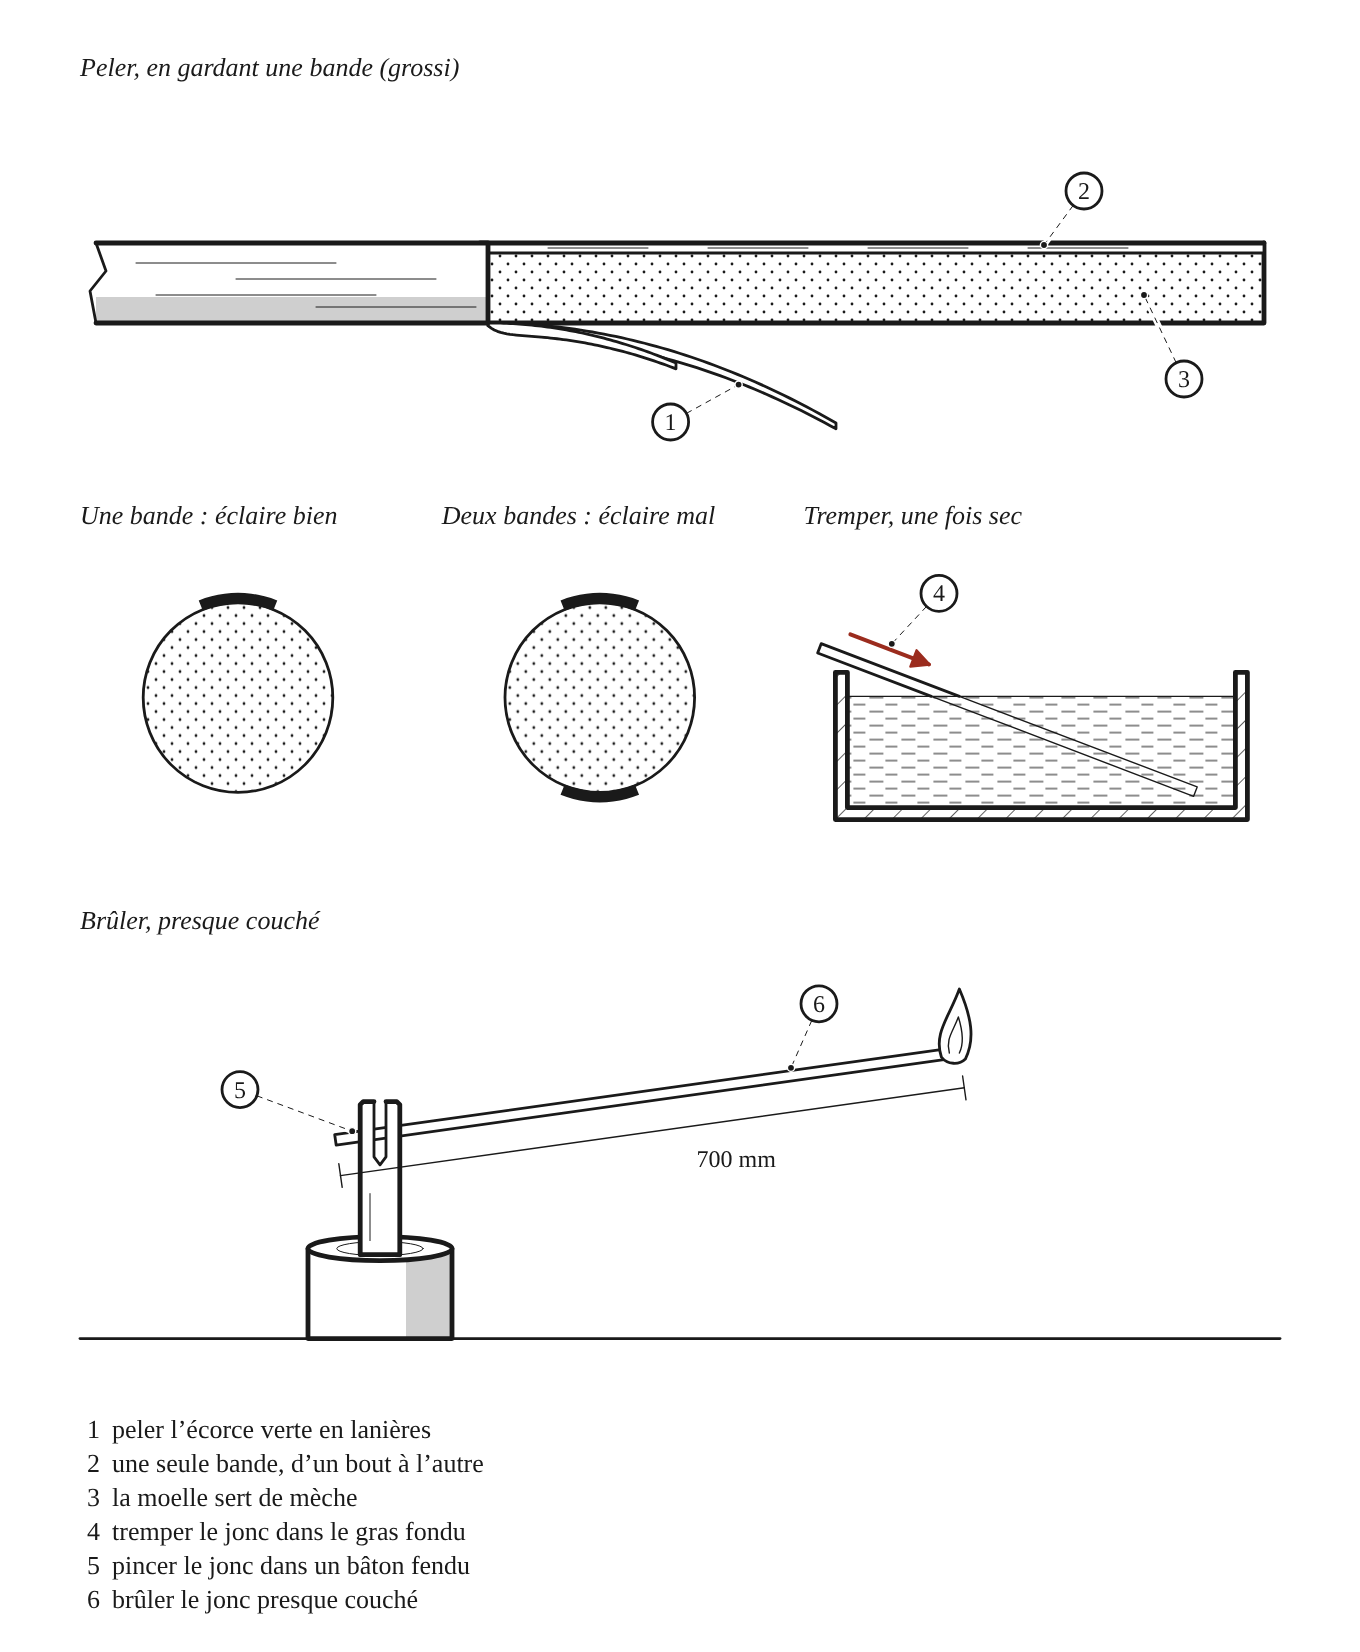 Peler, en gardant une bande (grossi)
2
3
1
Une bande : éclaire bien
Deux bandes : éclaire mal
Tremper, une fois sec
4
Brûler, presque couché
6
5
700 mm
1 peler l’écorce verte en lanières
2 une seule bande, d’un bout à l’autre
3 la moelle sert de mèche
4 tremper le jonc dans le gras fondu
5 pincer le jonc dans un bâton fendu
6 brûler le jonc presque couché